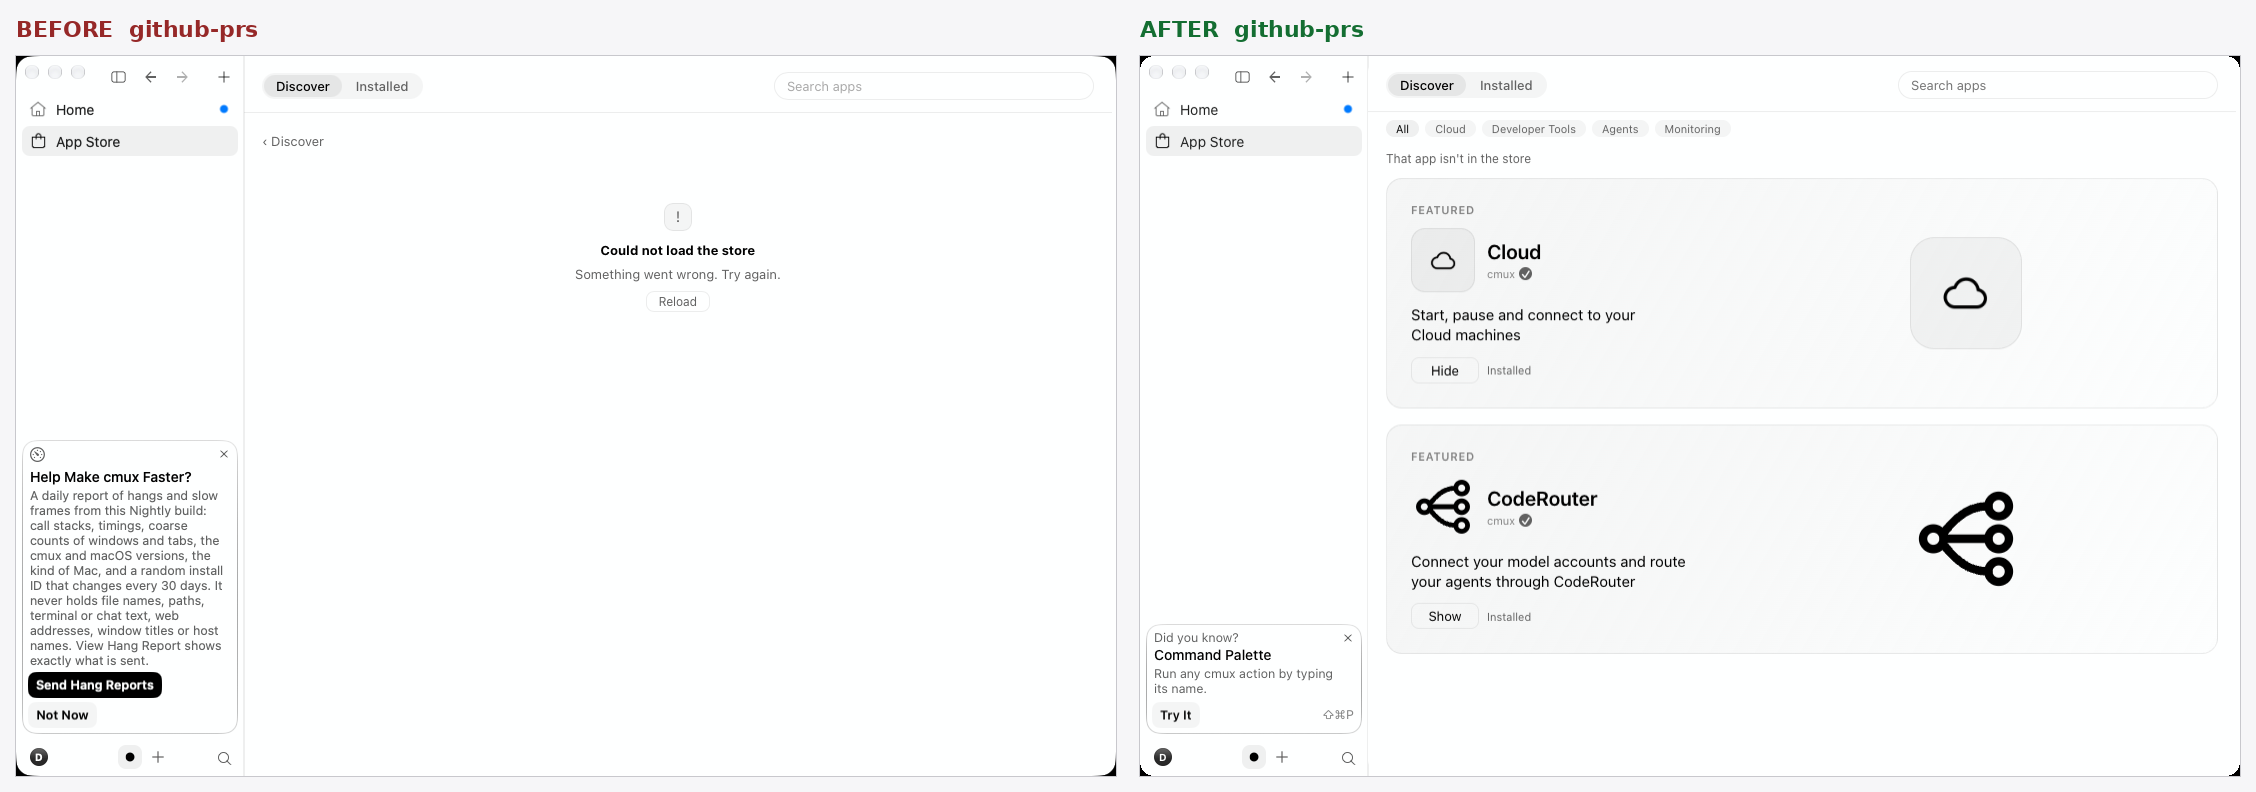 BEFORE github-prs
Home
App Store
Discover
Installed
Search apps
‹ Discover
!
Could not load the store
Something went wrong. Try again.
Reload
Help Make cmux Faster?
A daily report of hangs and slow
frames from this Nightly build:
call stacks, timings, coarse
counts of windows and tabs, the
cmux and macOS versions, the
kind of Mac, and a random install
ID that changes every 30 days. It
never holds file names, paths,
terminal or chat text, web
addresses, window titles or host
names. View Hang Report shows
exactly what is sent.
Send Hang Reports
Not Now
D
AFTER github-prs
Home
App Store
Discover
Installed
Search apps
All
Cloud
Developer Tools
Agents
Monitoring
That app isn't in the store
FEATURED
Cloud
cmux
Start, pause and connect to your
Cloud machines
Hide
Installed
FEATURED
CodeRouter
cmux
Connect your model accounts and route
your agents through CodeRouter
Show
Installed
Did you know?
Command Palette
Run any cmux action by typing
its name.
Try It
⇧⌘P
D